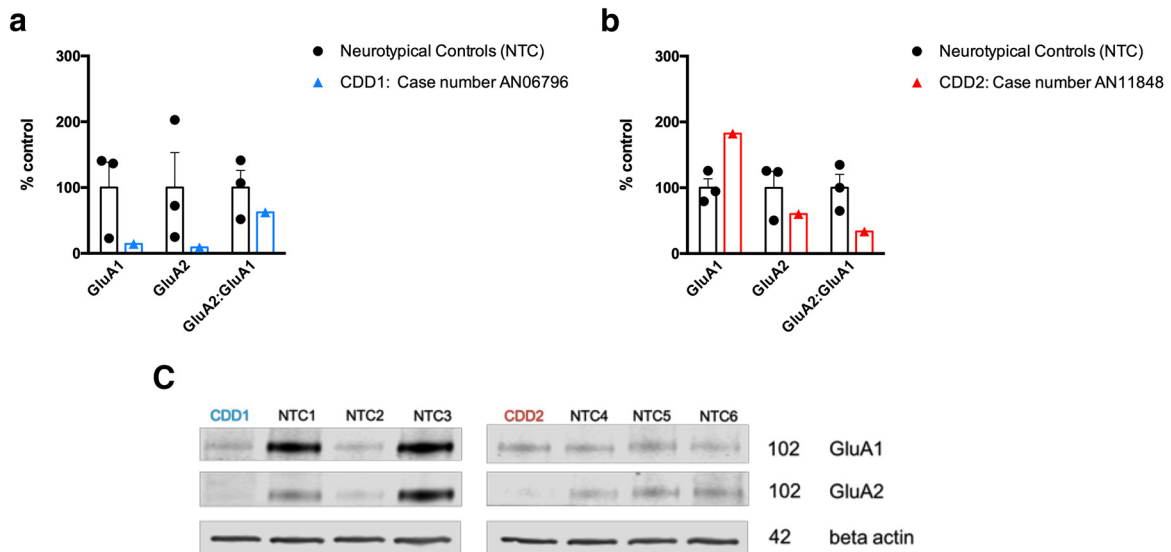 a
300
200
100
0
% control
GluA1
GluA2
GluA2:GluA1
Neurotypical Controls (NTC)
CDD1: Case number AN06796
b
300
200
100
0
% control
GluA1
GluA2
GluA2:GluA1
Neurotypical Controls (NTC)
CDD2: Case number AN11848
C
CDD1 NTC1 NTC2 NTC3 CDD2 NTC4 NTC5 NTC6
102 GluA1
102 GluA2
42 beta actin